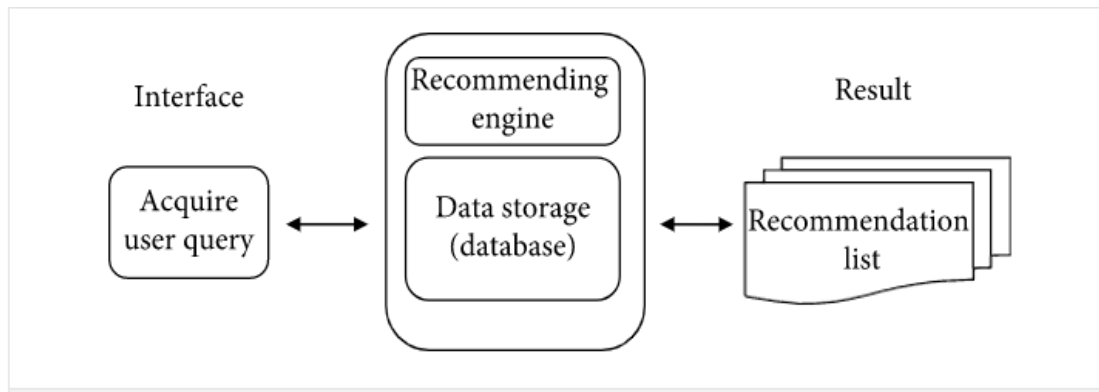 Interface
Acquire
user query
Recommending
engine
Data storage
(database)
Result
Recommendation
list